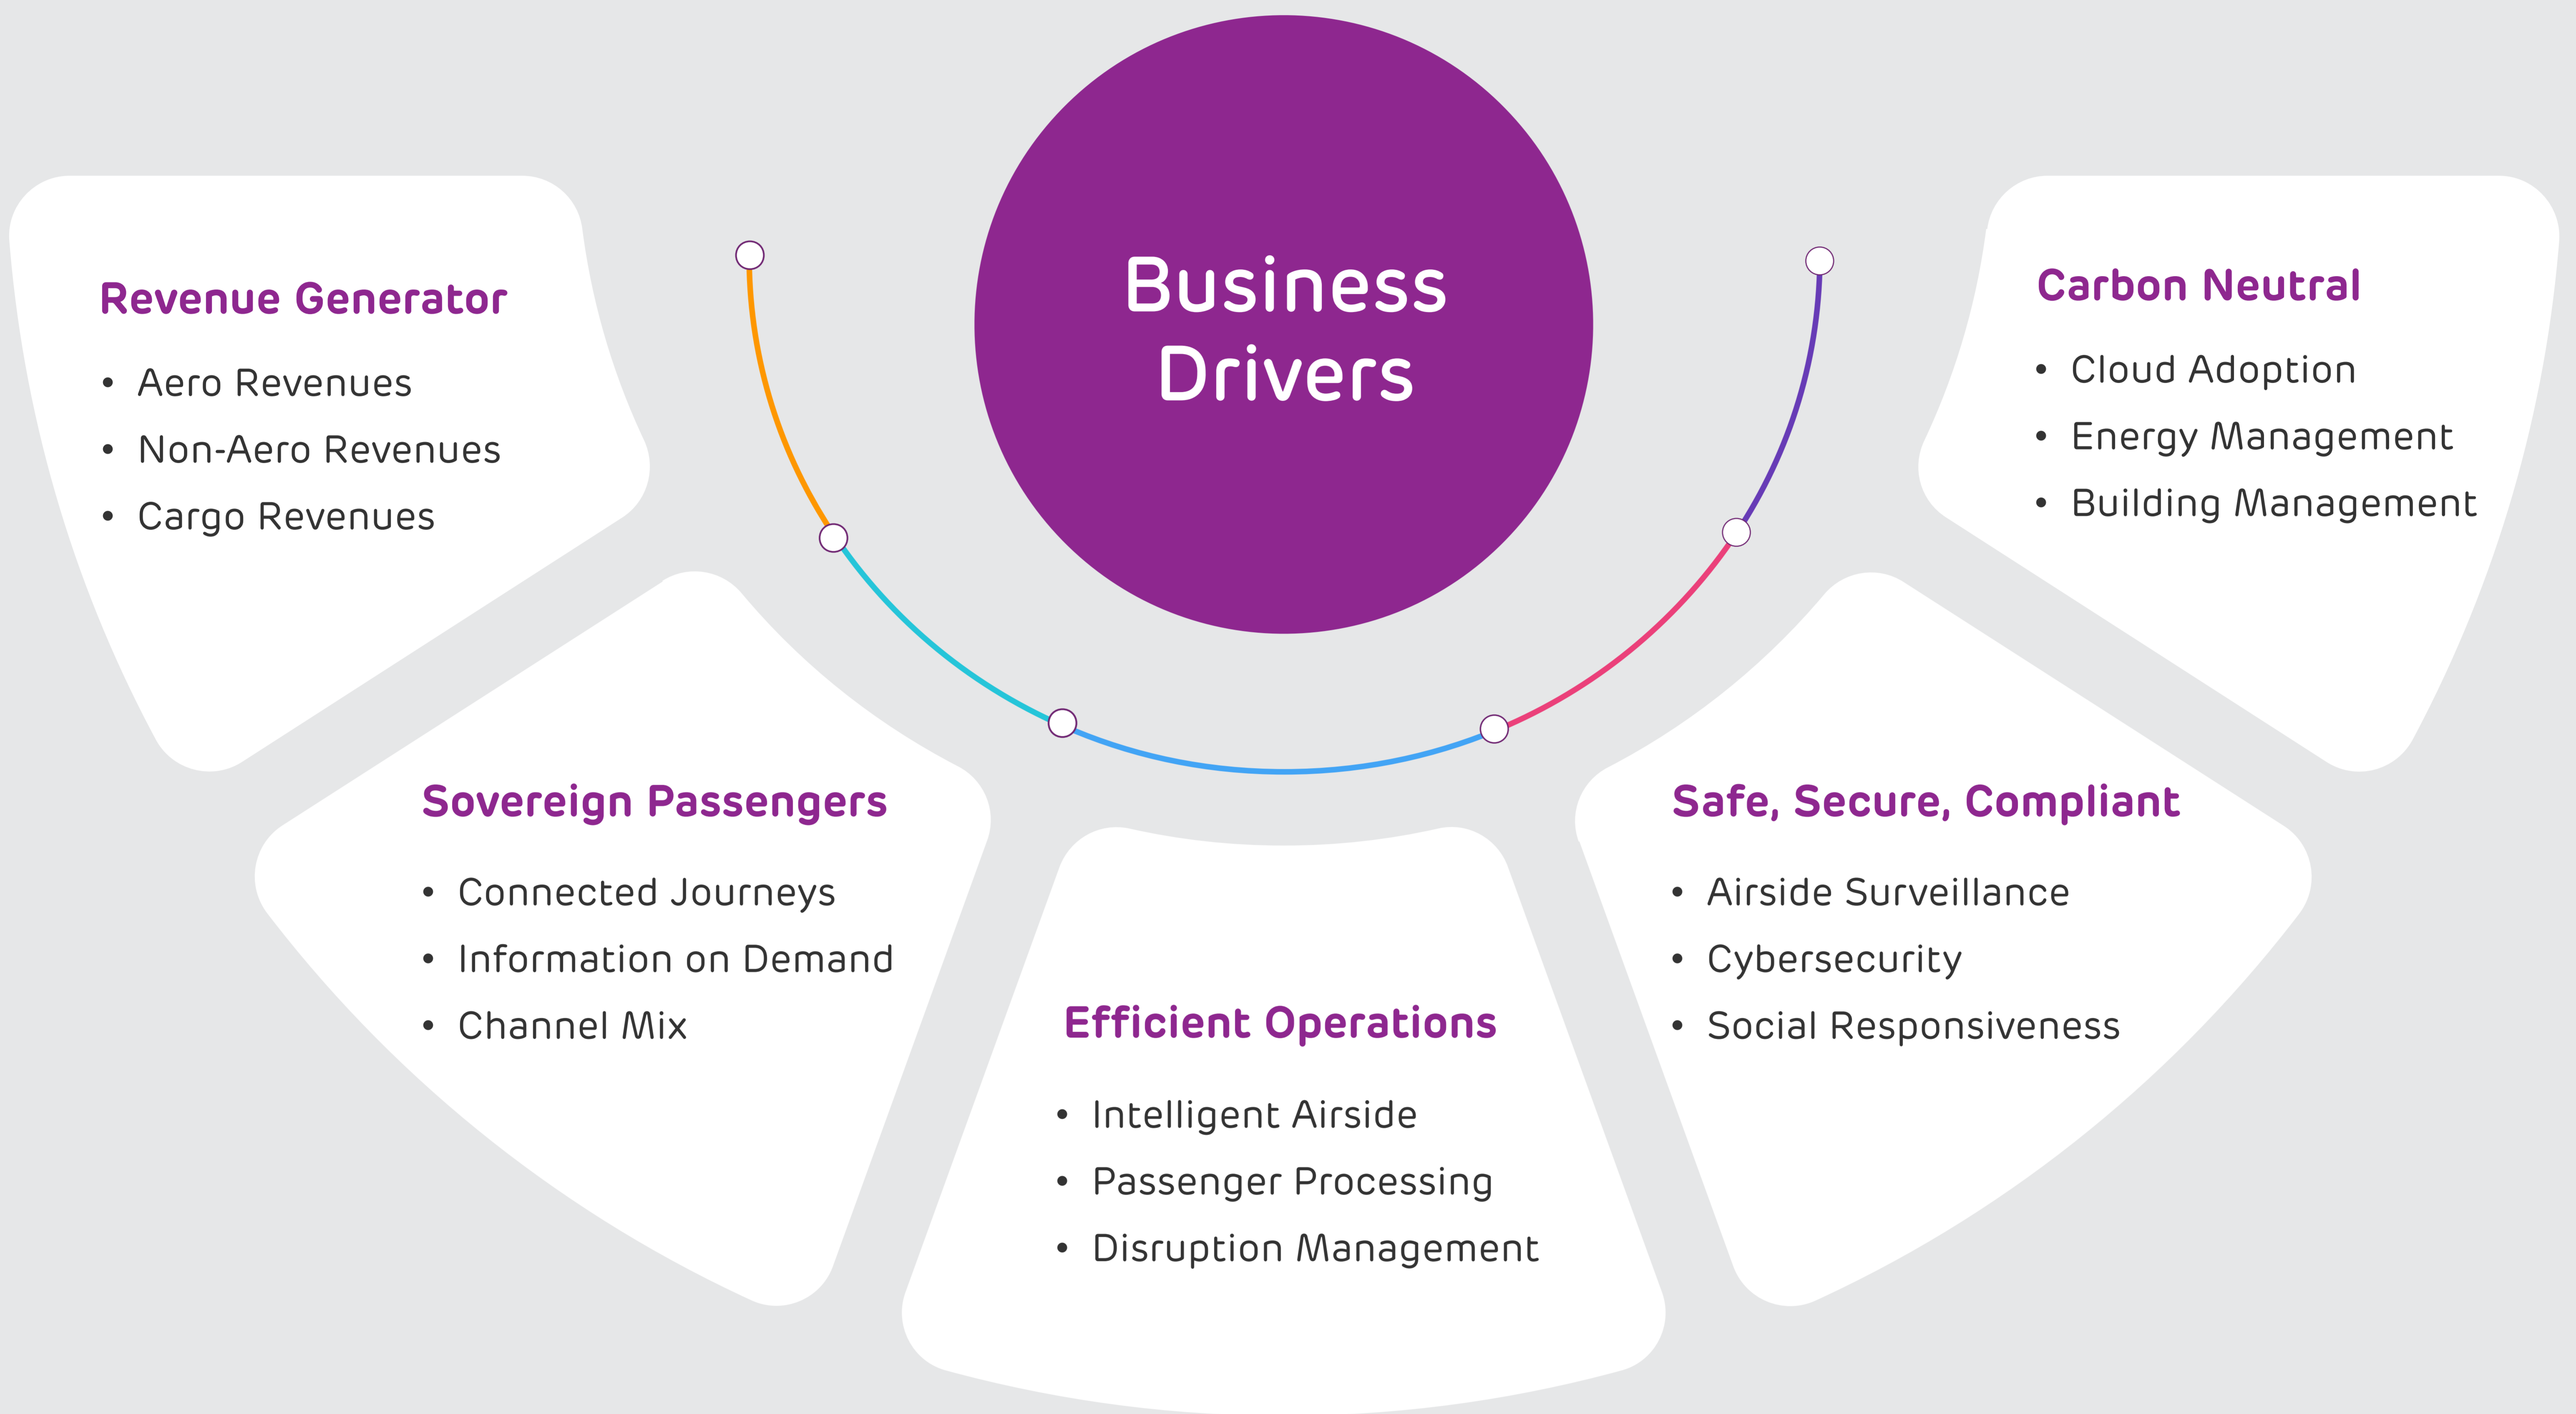 Business
Drivers
Revenue Generator
• Aero Revenues
• Non-Aero Revenues
• Cargo Revenues
Sovereign Passengers
• Connected Journeys
• Information on Demand
• Channel Mix
Efficient Operations
• Intelligent Airside
• Passenger Processing
• Disruption Management
Safe, Secure, Compliant
• Airside Surveillance
• Cybersecurity
• Social Responsiveness
Carbon Neutral
• Cloud Adoption
• Energy Management
• Building Management